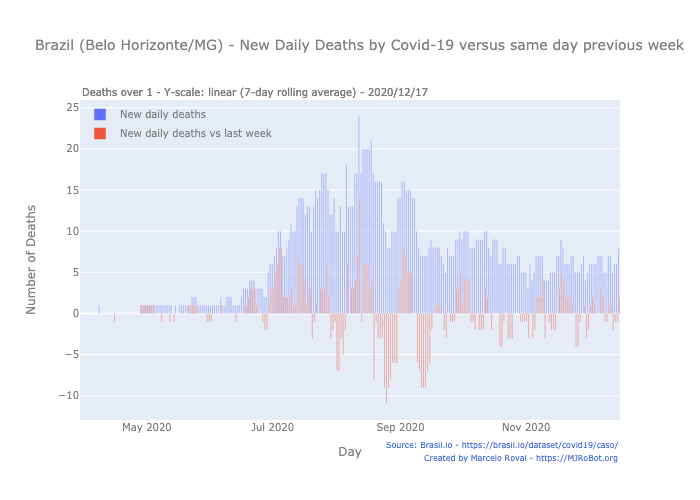 Brazil (Belo Horizonte/MG) - New Daily Deaths by Covid-19 versus same day previous week
Deaths over 1 - Y-scale: linear (7-day rolling average) - 2020/12/17
New daily deaths
New daily deaths vs last week
Number of Deaths
25
20
15
10
5
0
−5
−10
May 2020
Jul 2020
Sep 2020
Nov 2020
Day
Source: Brasil.io - https://brasil.io/dataset/covid19/caso/
Created by Marcelo Rovai - https://MJRoBot.org